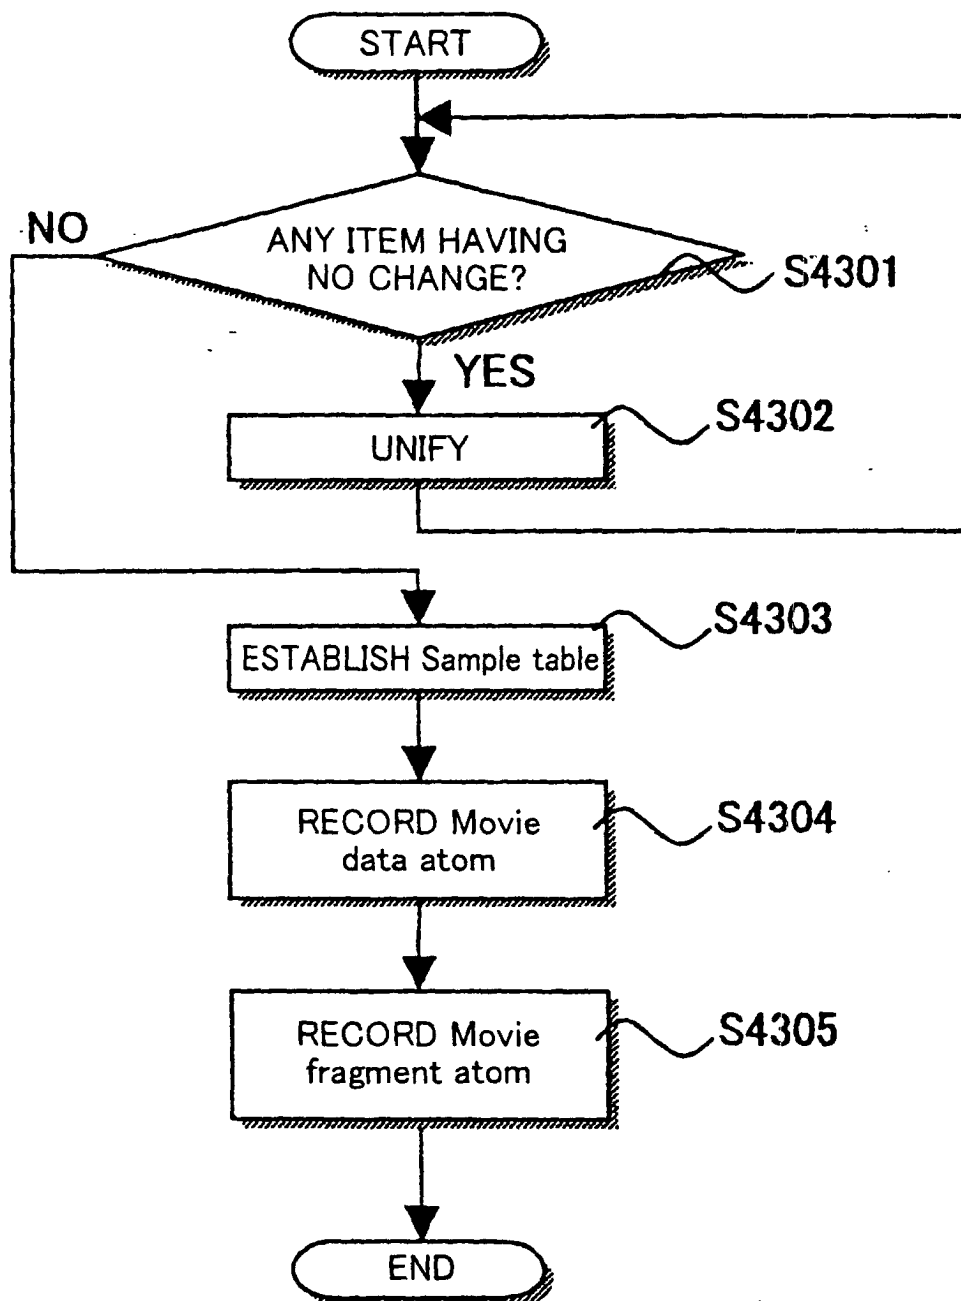 START
NO
ANY ITEM HAVING
NO CHANGE?
S4301
YES
S4302
UNIFY
S4303
ESTABLISH Sample table
RECORD Movie
data atom
S4304
RECORD Movie
fragment atom
S4305
END